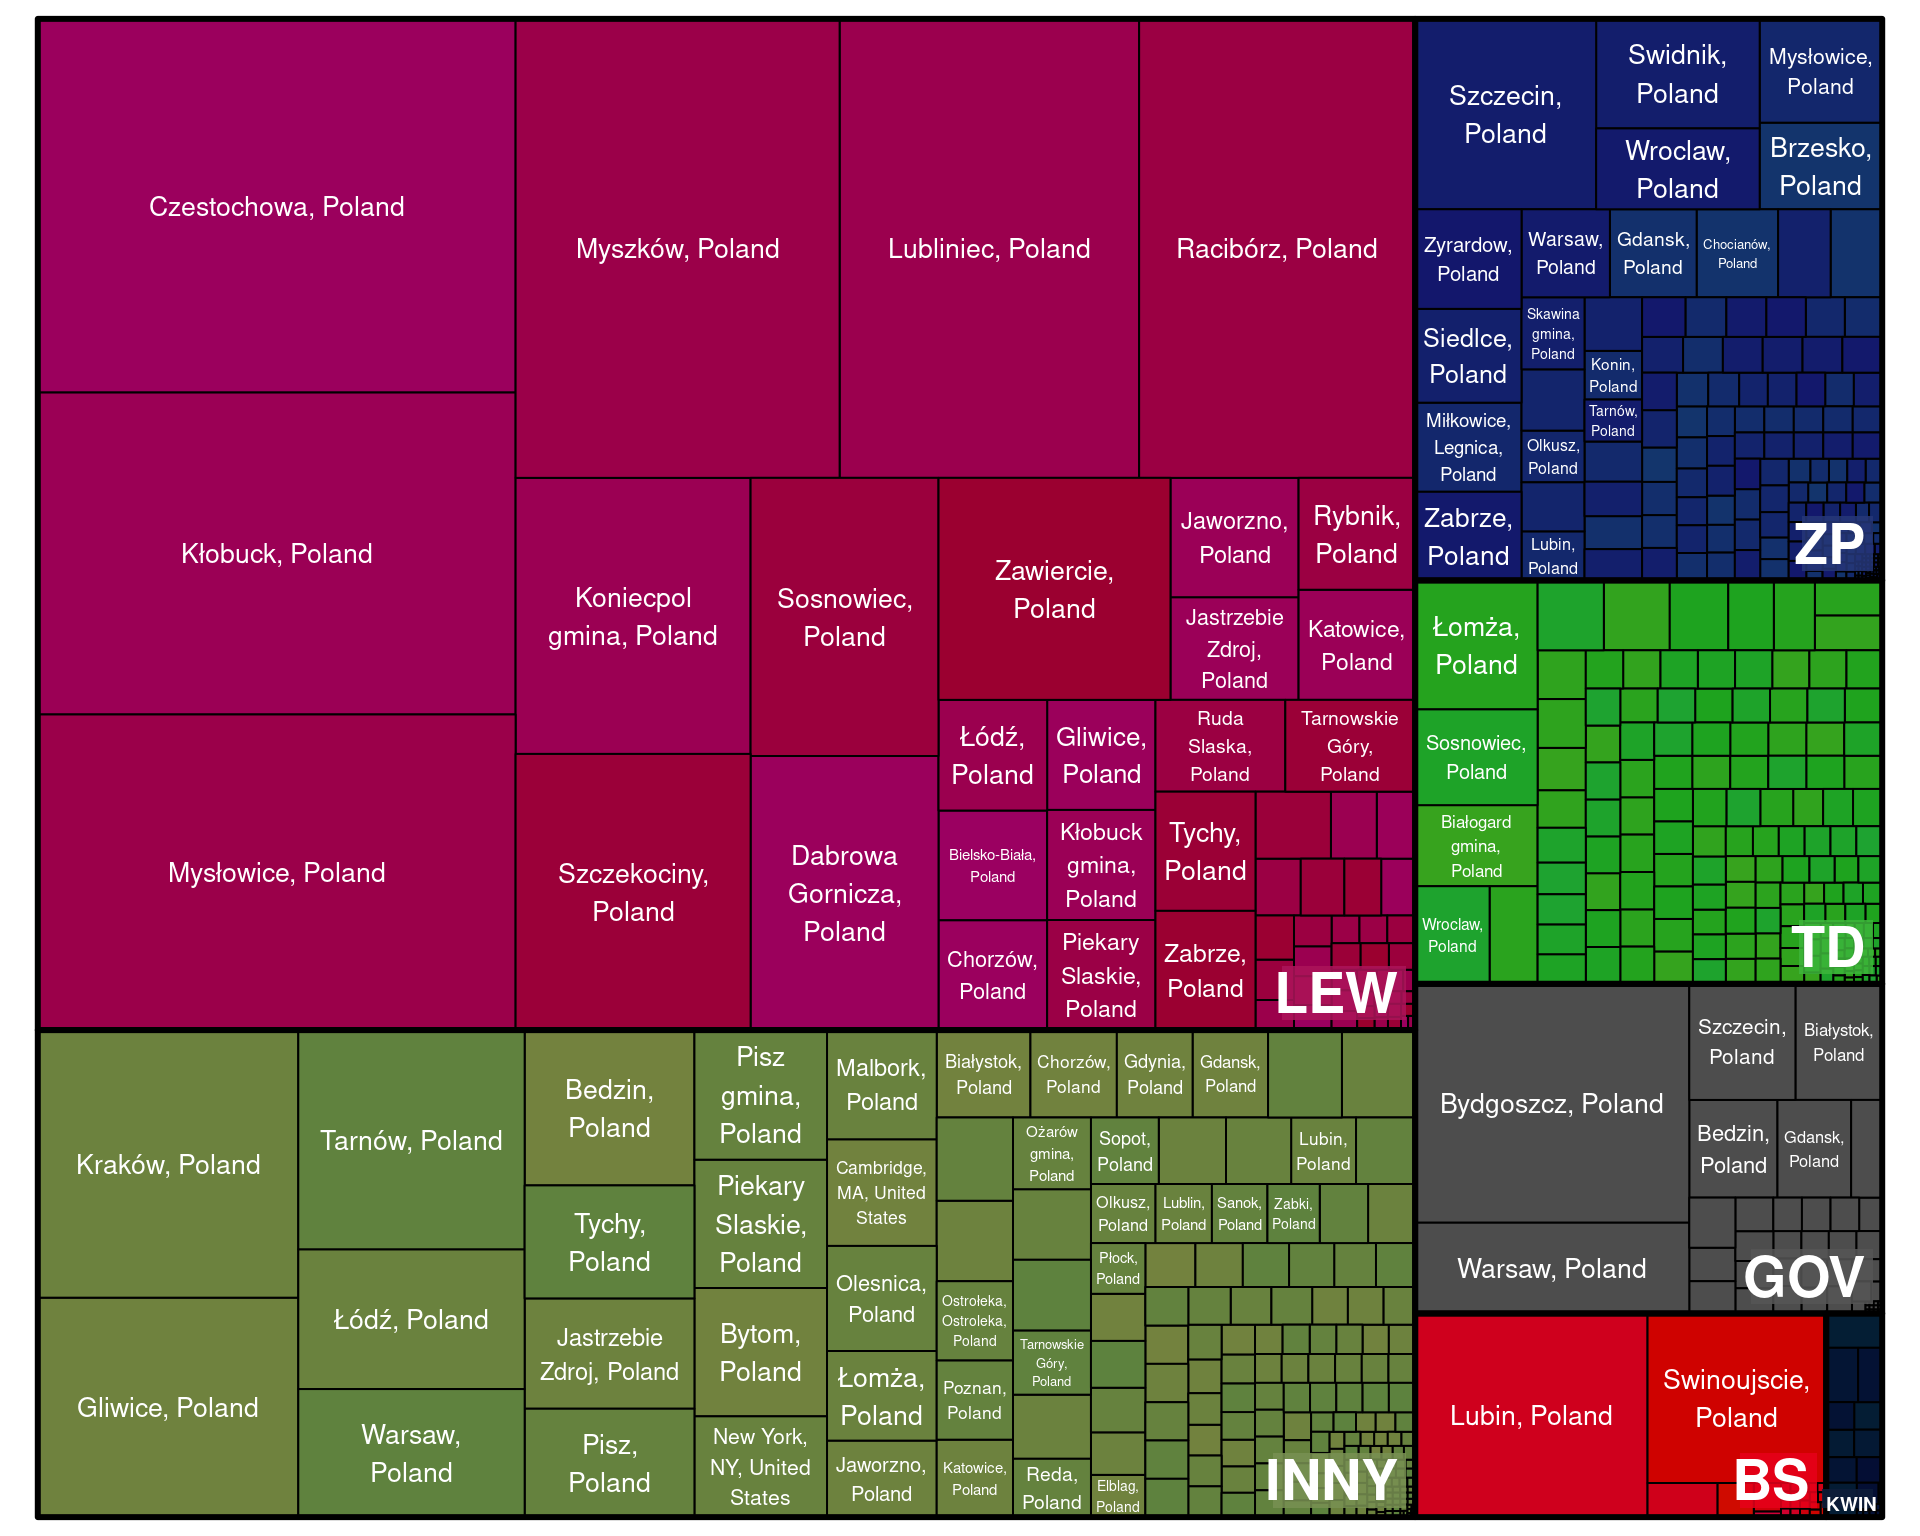 Czestochowa, Poland
Kłobuck, Poland
Mysłowice, Poland
Myszków, Poland
Lubliniec, Poland
Racibórz, Poland
Koniecpol
gmina, Poland
Szczekociny,
Poland
Sosnowiec,
Poland
Dabrowa
Gornicza,
Poland
Zawiercie,
Poland
Jaworzno,
Poland
Jastrzebie
Zdroj,
Poland
Rybnik,
Poland
Katowice,
Poland
Łódź,
Poland
Bielsko-Biała,
Poland
Chorzów,
Poland
Gliwice,
Poland
Kłobuck
gmina,
Poland
Piekary
Slaskie,
Poland
Ruda
Slaska,
Poland
Tarnowskie
Góry,
Poland
Tychy,
Poland
Zabrze,
Poland
LEW
Kraków, Poland
Gliwice, Poland
Tarnów, Poland
Łódź, Poland
Warsaw,
Poland
Bedzin,
Poland
Tychy,
Poland
Jastrzebie
Zdroj, Poland
Pisz,
Poland
Pisz
gmina,
Poland
Piekary
Slaskie,
Poland
Bytom,
Poland
New York,
NY, United
States
Malbork,
Poland
Cambridge,
MA, United
States
Olesnica,
Poland
Łomża,
Poland
Jaworzno,
Poland
Białystok,
Poland
Chorzów,
Poland
Gdynia,
Poland
Gdansk,
Poland
Ostrołeka,
Ostroleka,
Poland
Poznan,
Poland
Katowice,
Poland
Ożarów
gmina,
Poland
Tarnowskie
Góry,
Poland
Reda,
Poland
Sopot,
Poland
Lubin,
Poland
Olkusz,
Poland
Lublin,
Poland
Sanok,
Poland
Zabki,
Poland
Płock,
Poland
Elblag,
Poland
INNY
Szczecin,
Poland
Swidnik,
Poland
Wroclaw,
Poland
Mysłowice,
Poland
Brzesko,
Poland
Zyrardow,
Poland
Siedlce,
Poland
Miłkowice,
Legnica,
Poland
Zabrze,
Poland
Warsaw,
Poland
Gdansk,
Poland
Chocianów,
Poland
Skawina
gmina,
Poland
Olkusz,
Poland
Lubin,
Poland
Konin,
Poland
Tarnów,
Poland
ZP
Łomża,
Poland
Sosnowiec,
Poland
Białogard
gmina,
Poland
Wroclaw,
Poland
TD
Bydgoszcz, Poland
Warsaw, Poland
Szczecin,
Poland
Białystok,
Poland
Bedzin,
Poland
Gdansk,
Poland
GOV
Lubin, Poland
Swinoujscie,
Poland
BS
KWIN